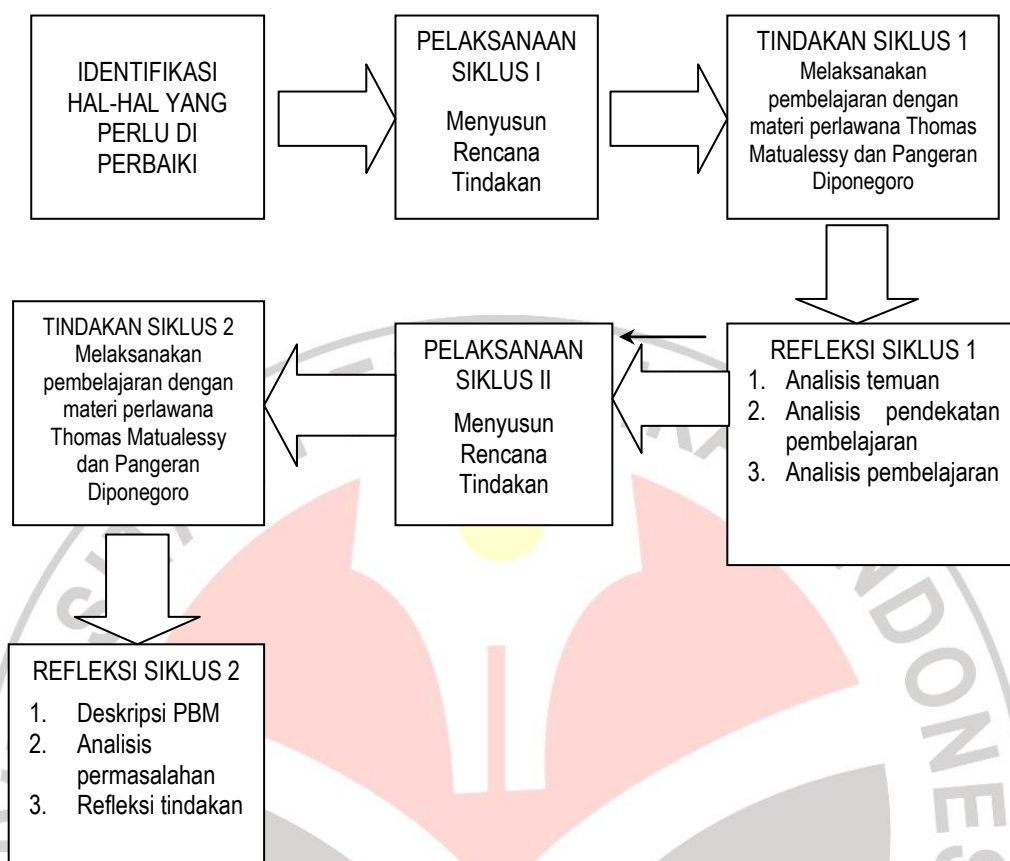 IDENTIFIKASI
HAL-HAL YANG
PERLU DI
PERBAIKI
PELAKSANAAN
SIKLUS I
Menyusun
Rencana
Tindakan
TINDAKAN SIKLUS 1
Melaksanakan
pembelajaran dengan
materi perlawana Thomas
Matualessy dan Pangeran
Diponegoro
REFLEKSI SIKLUS 1
1. Analisis temuan
2. Analisis pendekatan
pembelajaran
3. Analisis pembelajaran
PELAKSANAAN
SIKLUS II
Menyusun
Rencana
Tindakan
TINDAKAN SIKLUS 2
Melaksanakan
pembelajaran dengan
materi perlawana
Thomas Matualessy
dan Pangeran
Diponegoro
REFLEKSI SIKLUS 2
1. Deskripsi PBM
2. Analisis
permasalahan
3. Refleksi tindakan